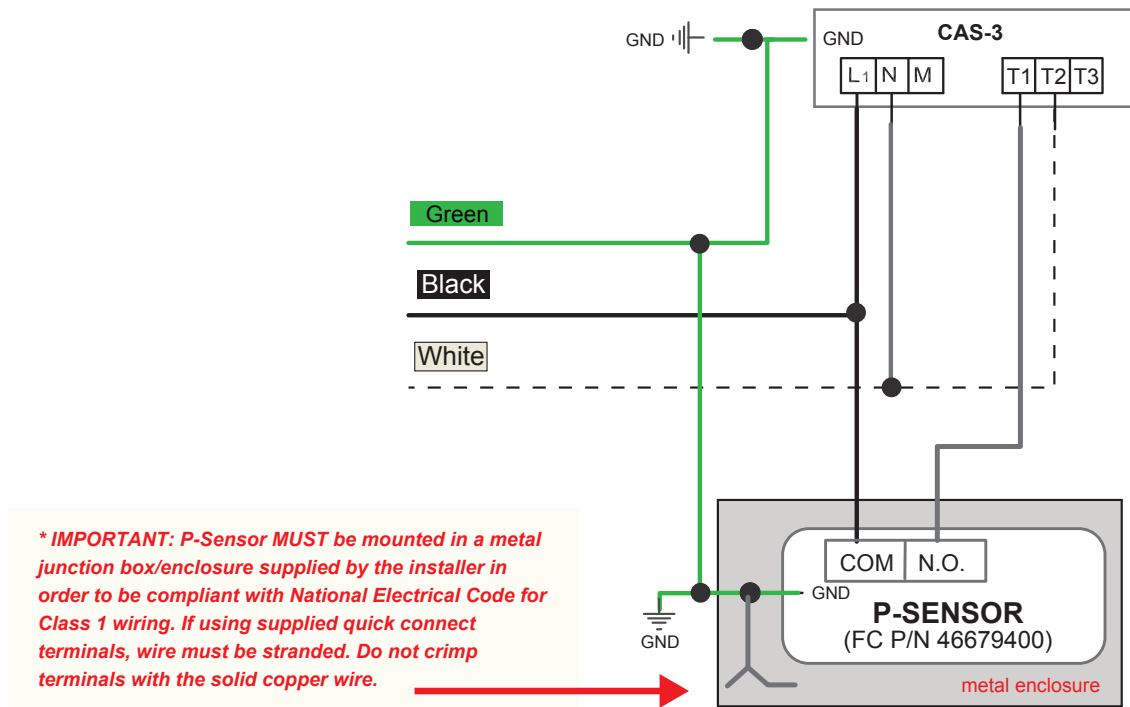 GND
GND
CAS-3
L1 N M
T1 T2 T3
Green
Black
White
* IMPORTANT: P-Sensor MUST be mounted in a metal
junction box/enclosure supplied by the installer in
order to be compliant with National Electrical Code for
Class 1 wiring. If using supplied quick connect
terminals, wire must be stranded. Do not crimp
terminals with the solid copper wire.
COM N.O.
GND
P-SENSOR
(FC P/N 46679400)
GND
metal enclosure